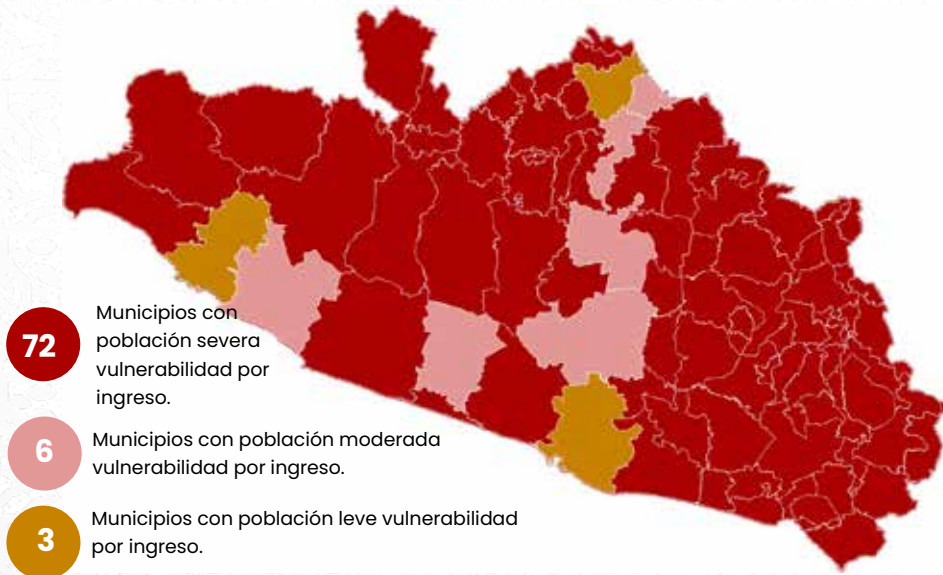 72
Municipios con
población severa
vulnerabilidad por
ingreso.
6
Municipios con población moderada
vulnerabilidad por ingreso.
3
Municipios con población leve vulnerabilidad
por ingreso.